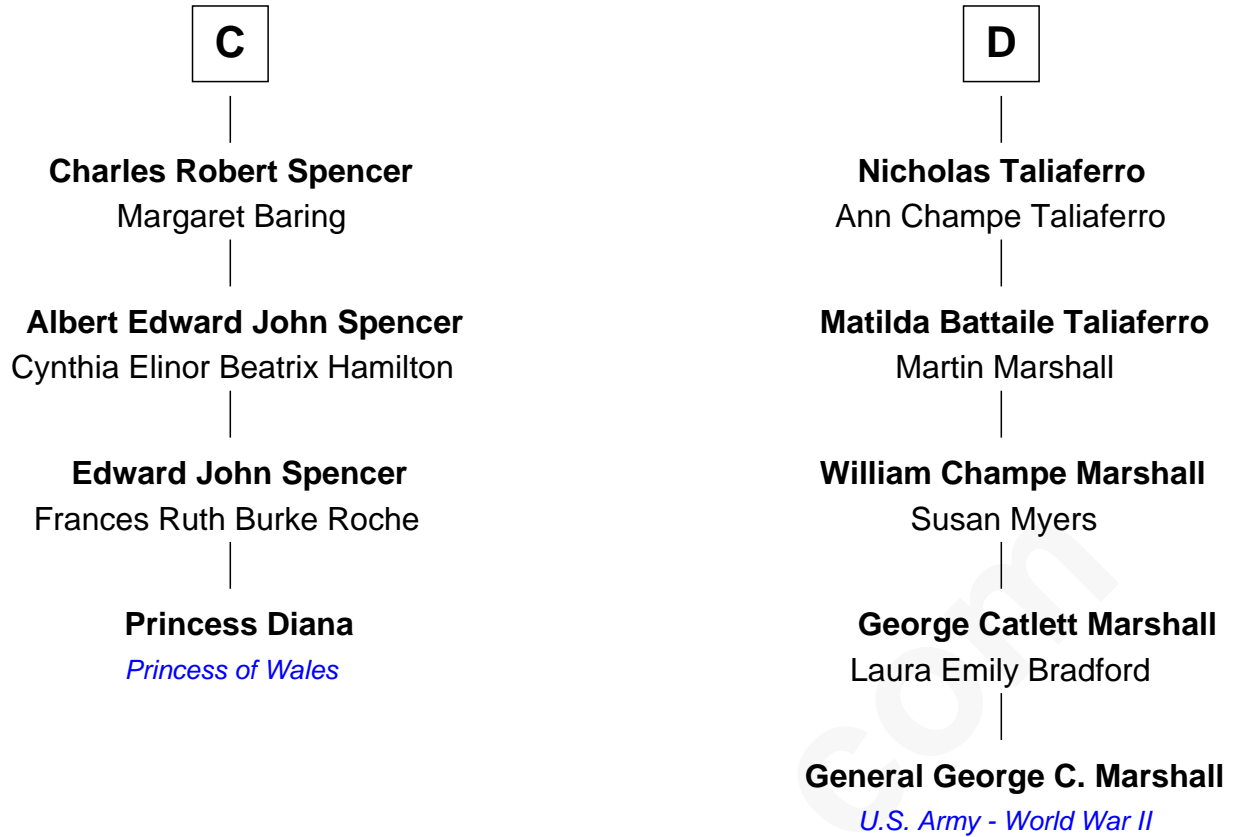 C
Charles Robert Spencer
Margaret Baring
Albert Edward John Spencer
Cynthia Elinor Beatrix Hamilton
Edward John Spencer
Frances Ruth Burke Roche
Princess Diana
Princess of Wales
D
Nicholas Taliaferro
Ann Champe Taliaferro
Matilda Battaile Taliaferro
Martin Marshall
William Champe Marshall
Susan Myers
George Catlett Marshall
Laura Emily Bradford
General George C. Marshall
U.S. Army - World War II
com